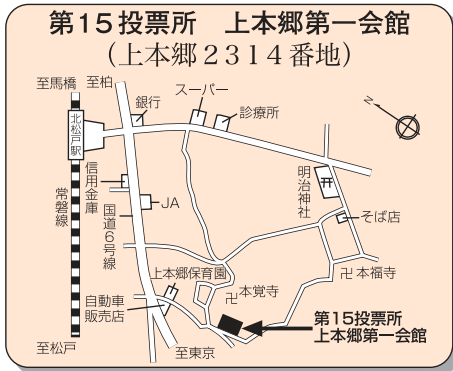 第15投票所　上本郷第一会館
（上本郷２３１４番地）
至馬橋
至柏
銀行
スーパー
診療所
N
北松戸駅
信用金庫
JA
明治神社
常磐線
国道6号線
そば店
上本郷保育園
卍本福寺
卍本覚寺
自動車
販売店
第15投票所
上本郷第一会館
至松戸
至東京